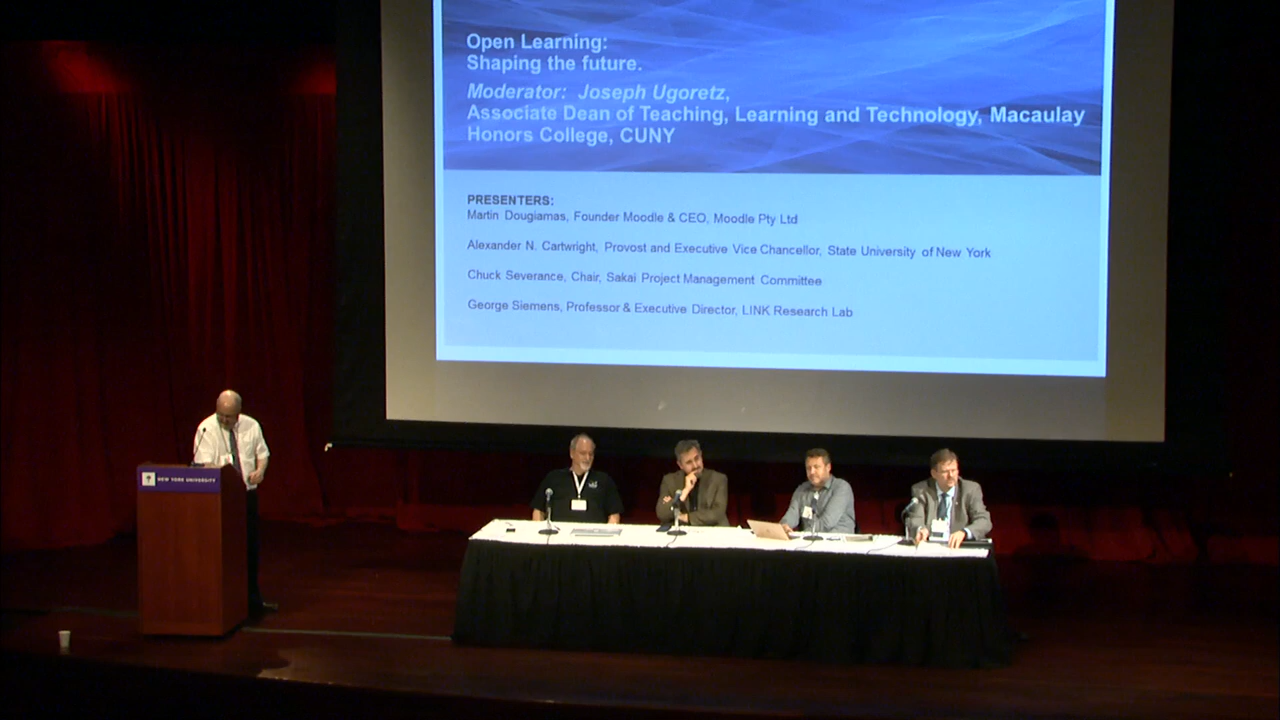 Open Learning:
Shaping the future.
Moderator: Joseph Ugoretz,
Associate Dean of Teaching, Learning and Technology, Macaulay
Honors College, CUNY
PRESENTERS:
Martin Dougiamas, Founder Moodle & CEO, Moodle Pty Ltd
Alexander N. Cartwright, Provost and Executive Vice Chancellor, State University of New York
Chuck Severance, Chair, Sakai Project Management Committee
George Siemens, Professor & Executive Director, LINK Research Lab
NEW YORK UNIVERSITY